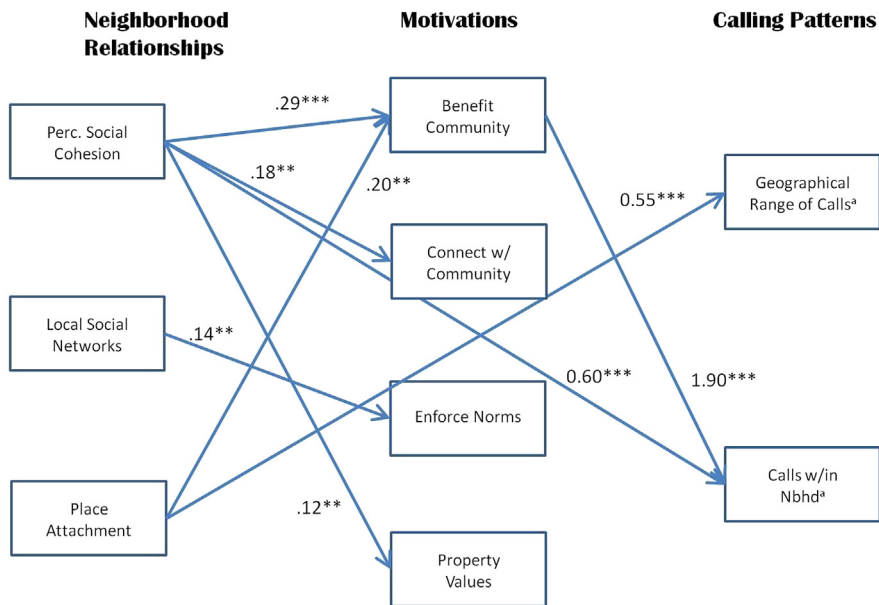 Neighborhood
Relationships
Motivations
Calling Patterns
Perc. Social
Cohesion
Local Social
Networks
Place
Attachment
.29***
.18**
.20**
.14**
.12**
Benefit
Community
Connect w/
Community
Enforce Norms
Property
Values
0.55***
0.60***
1.90***
Geographical
Range of Callsᵃ
Calls w/in
Nbhdᵃ